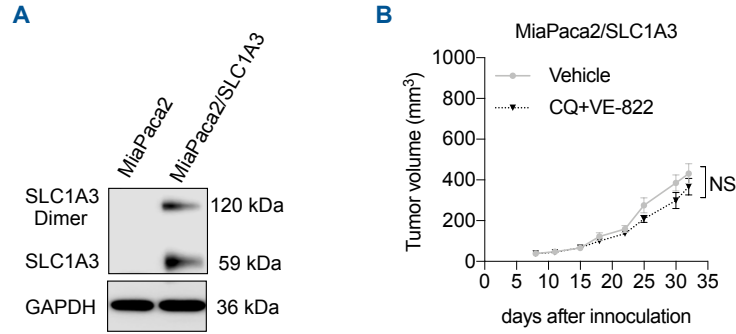 A
MiaPaca2
MiaPaca2/SLC1A3
SLC1A3
Dimer
120 kDa
SLC1A3
59 kDa
GAPDH
36 kDa
B
MiaPaca2/SLC1A3
Tumor volume (mm³)
1000
800
600
400
200
0
Vehicle
CQ+VE-822
NS
0 5 10 15 20 25 30 35
days after innoculation